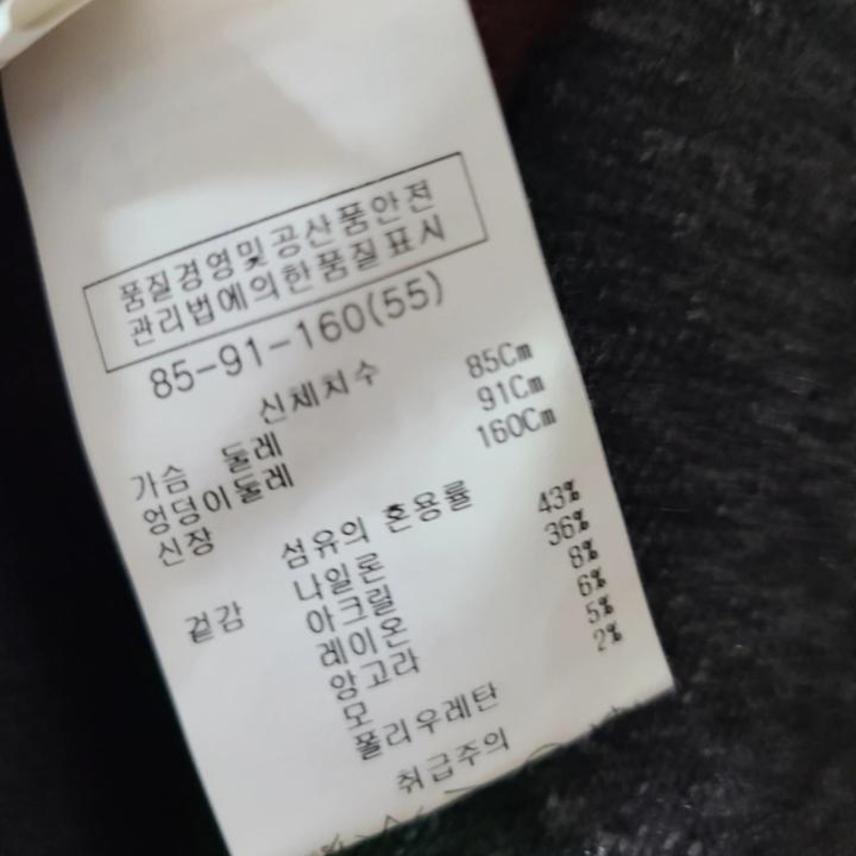 품질경영및공산품안전
관리법에의한품질표시
85-91-160(55)
신체치수
가슴 둘레 85Cm
엉덩이둘레 91Cm
신장 160Cm
섬유의 혼용률
겉감 나일론 43%
아크릴 36%
레이온 8%
앙고라 6%
모 5%
폴리우레탄 2%
취급주의